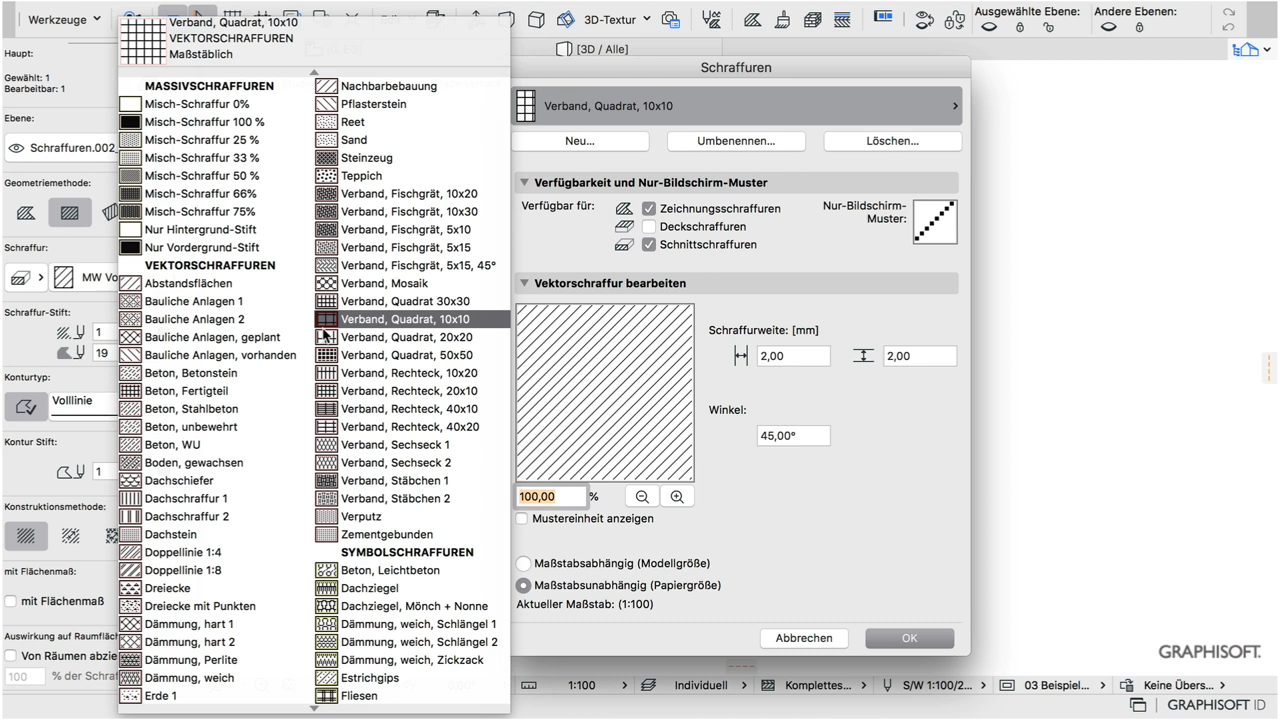 Werkzeuge
3D-Textur
Ausgewählte Ebene:
Andere Ebenen:
Haupt:
Gewählt: 1
Bearbeitbar: 1
Ebene:
Schraffuren.002_
Geometriemethode:
Schraffur:
MW Vo
Schraffur-Stift:
1
19
Konturtyp:
Volllinie
Kontur Stift:
1
Konstruktionsmethode:
mit Flächenmaß:
mit Flächenmaß
Auswirkung auf Raumfläch
Von Räumen abzie
100
% der Schraf
Verband, Quadrat, 10x10
VEKTORSCHRAFFUREN
Maßstäblich
MASSIVSCHRAFFUREN
Misch-Schraffur 0%
Misch-Schraffur 100 %
Misch-Schraffur 25 %
Misch-Schraffur 33 %
Misch-Schraffur 50 %
Misch-Schraffur 66%
Misch-Schraffur 75%
Nur Hintergrund-Stift
Nur Vordergrund-Stift
VEKTORSCHRAFFUREN
Abstandsflächen
Bauliche Anlagen 1
Bauliche Anlagen 2
Bauliche Anlagen, geplant
Bauliche Anlagen, vorhanden
Beton, Betonstein
Beton, Fertigteil
Beton, Stahlbeton
Beton, unbewehrt
Beton, WU
Boden, gewachsen
Dachschiefer
Dachschraffur 1
Dachschraffur 2
Dachstein
Doppellinie 1:4
Doppellinie 1:8
Dreiecke
Dreiecke mit Punkten
Dämmung, hart 1
Dämmung, hart 2
Dämmung, Perlite
Dämmung, weich
Erde 1
Nachbarbebauung
Pflasterstein
Reet
Sand
Steinzeug
Teppich
Verband, Fischgrät, 10x20
Verband, Fischgrät, 10x30
Verband, Fischgrät, 5x10
Verband, Fischgrät, 5x15
Verband, Fischgrät, 5x15, 45°
Verband, Mosaik
Verband, Quadrat 30x30
Verband, Quadrat, 10x10
Verband, Quadrat, 20x20
Verband, Quadrat, 50x50
Verband, Rechteck, 10x20
Verband, Rechteck, 20x10
Verband, Rechteck, 40x10
Verband, Rechteck, 40x20
Verband, Sechseck 1
Verband, Sechseck 2
Verband, Stäbchen 1
Verband, Stäbchen 2
Verputz
Zementgebunden
SYMBOLSCHRAFFUREN
Beton, Leichtbeton
Dachziegel
Dachziegel, Mönch + Nonne
Dämmung, weich, Schlängel 1
Dämmung, weich, Schlängel 2
Dämmung, weich, Zickzack
Estrichgips
Fliesen
[3D / Alle]
Schraffuren
Verband, Quadrat, 10x10
Neu...
Umbenennen...
Löschen...
Verfügbarkeit und Nur-Bildschirm-Muster
Verfügbar für:
Zeichnungsschraffuren
Deckschraffuren
Schnittschraffuren
Nur-Bildschirm-
Muster:
Vektorschraffur bearbeiten
Schraffurweite: [mm]
2,00
2,00
Winkel:
45,00°
100,00
%
Mustereinheit anzeigen
Maßstabsabhängig (Modellgröße)
Maßstabsunabhängig (Papiergröße)
Aktueller Maßstab: (1:100)
Abbrechen
OK
GRAPHISOFT.
1:100
Individuell
Komplettes...
S/W 1:100/2...
03 Beispiel...
Keine Übers...
GRAPHISOFT ID